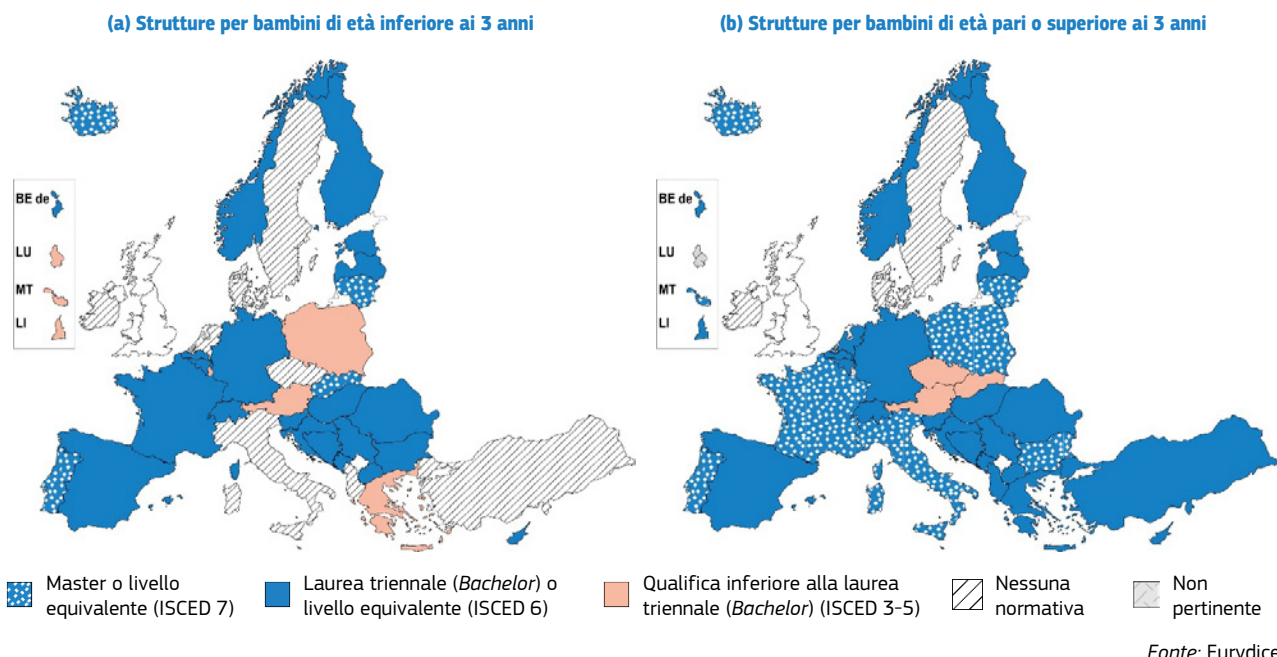 (a) Strutture per bambini di età inferiore ai 3 anni
(b) Strutture per bambini di età pari o superiore ai 3 anni
BE de
LU
MT
LI
BE de
LU
MT
LI
Master o livello
equivalente (ISCED 7)
Laurea triennale (Bachelor) o
livello equivalente (ISCED 6)
Qualifica inferiore alla laurea
triennale (Bachelor) (ISCED 3-5)
Nessuna
normativa
Non
pertinente
Fonte: Eurydice